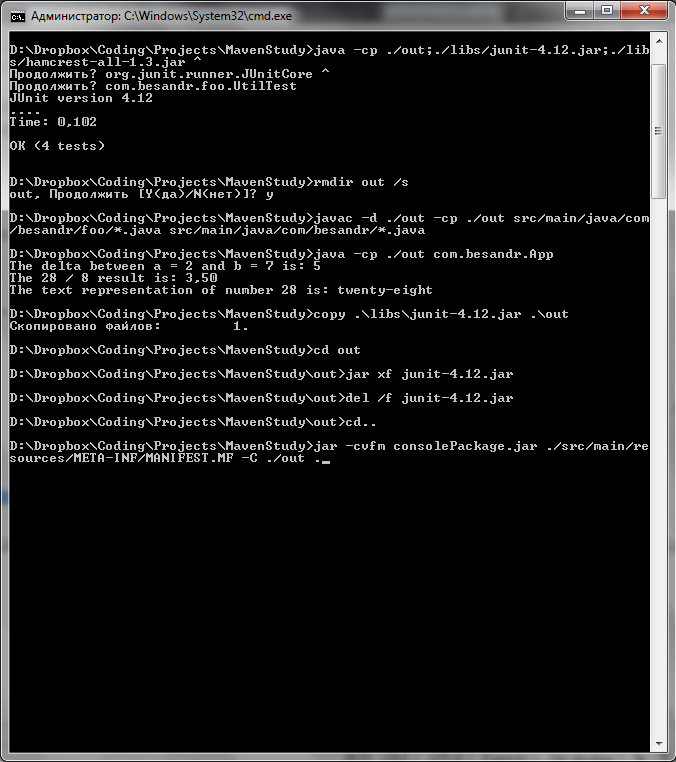 Администратор: C:\Windows\System32\cmd.exe
D:\Dropbox\Coding\Projects\MavenStudy>java -cp ./out;./libs/junit-4.12.jar;./lib
s/hamcrest-all-1.3.jar ^
Продолжить? org.junit.runner.JUnitCore ^
Продолжить? com.besandr.foo.UtilTest
JUnit version 4.12
....
Time: 0,102
OK (4 tests)
D:\Dropbox\Coding\Projects\MavenStudy>rmdir out /s
out, Продолжить [Y(да)/N(нет)]? y
D:\Dropbox\Coding\Projects\MavenStudy>javac -d ./out -cp ./out src/main/java/com
/besandr/foo/*.java src/main/java/com/besandr/*.java
D:\Dropbox\Coding\Projects\MavenStudy>java -cp ./out com.besandr.App
The delta between a = 2 and b = 7 is: 5
The 28 / 8 result is: 3,50
The text representation of number 28 is: twenty-eight
D:\Dropbox\Coding\Projects\MavenStudy>copy .\libs\junit-4.12.jar .\out
Скопировано файлов:         1.
D:\Dropbox\Coding\Projects\MavenStudy>cd out
D:\Dropbox\Coding\Projects\MavenStudy\out>jar xf junit-4.12.jar
D:\Dropbox\Coding\Projects\MavenStudy\out>del /f junit-4.12.jar
D:\Dropbox\Coding\Projects\MavenStudy\out>cd..
D:\Dropbox\Coding\Projects\MavenStudy>jar -cvfm consolePackage.jar ./src/main/re
sources/META-INF/MANIFEST.MF -C ./out ._